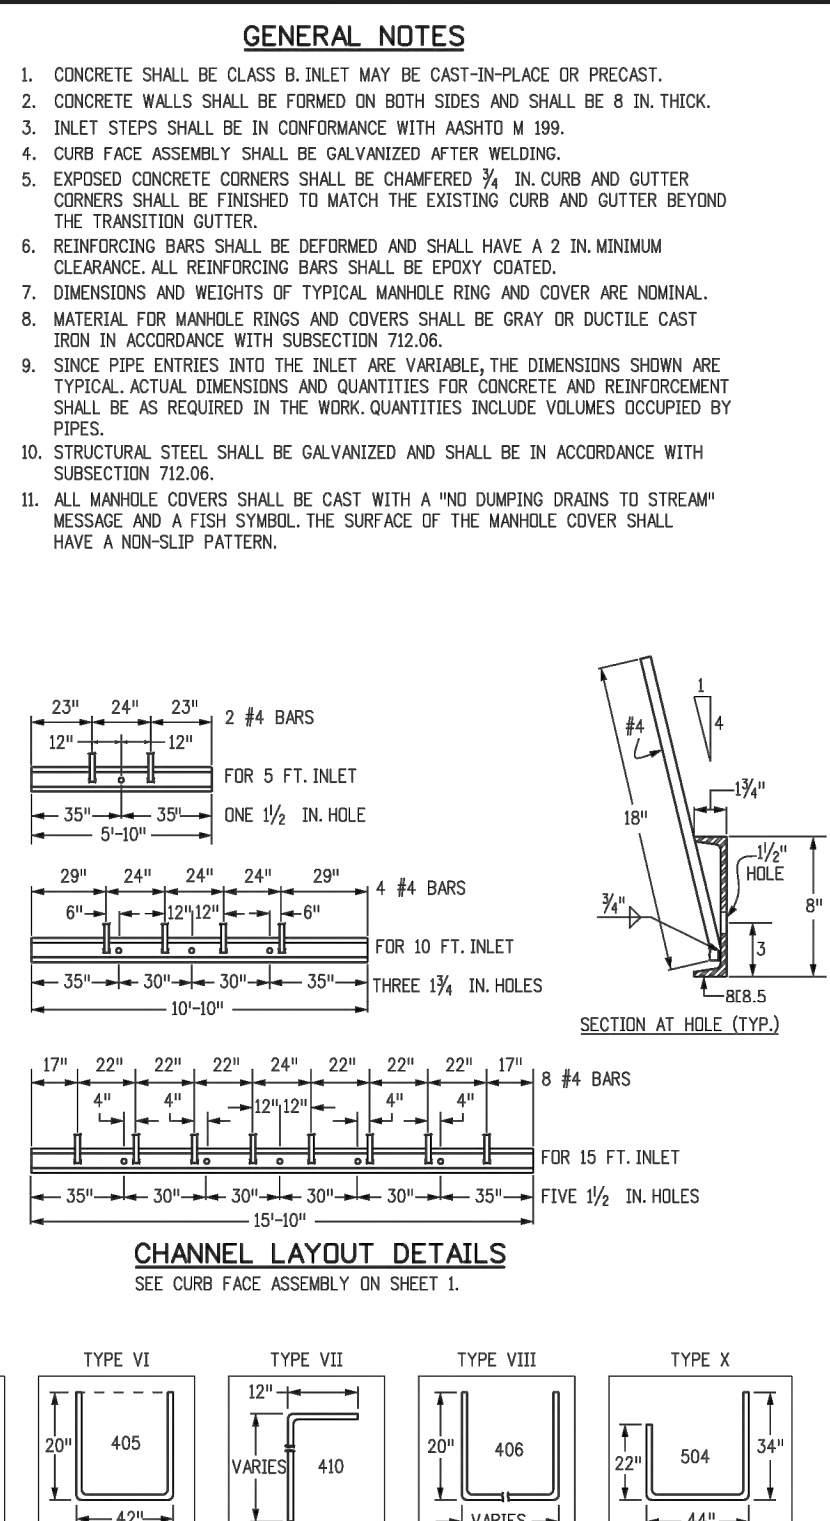 GENERAL NOTES
1. CONCRETE SHALL BE CLASS B. INLET MAY BE CAST-IN-PLACE OR PRECAST.
2. CONCRETE WALLS SHALL BE FORMED ON BOTH SIDES AND SHALL BE 8 IN. THICK.
3. INLET STEPS SHALL BE IN CONFORMANCE WITH AASHTO M 199.
4. CURB FACE ASSEMBLY SHALL BE GALVANIZED AFTER WELDING.
5. EXPOSED CONCRETE CORNERS SHALL BE CHAMFERED 3/4 IN. CURB AND GUTTER
CORNERS SHALL BE FINISHED TO MATCH THE EXISTING CURB AND GUTTER BEYOND
THE TRANSITION GUTTER.
6. REINFORCING BARS SHALL BE DEFORMED AND SHALL HAVE A 2 IN. MINIMUM
CLEARANCE. ALL REINFORCING BARS SHALL BE EPOXY COATED.
7. DIMENSIONS AND WEIGHTS OF TYPICAL MANHOLE RING AND COVER ARE NOMINAL.
8. MATERIAL FOR MANHOLE RINGS AND COVERS SHALL BE GRAY OR DUCTILE CAST
IRON IN ACCORDANCE WITH SUBSECTION 712.06.
9. SINCE PIPE ENTRIES INTO THE INLET ARE VARIABLE, THE DIMENSIONS SHOWN ARE
TYPICAL. ACTUAL DIMENSIONS AND QUANTITIES FOR CONCRETE AND REINFORCEMENT
SHALL BE AS REQUIRED IN THE WORK. QUANTITIES INCLUDE VOLUMES OCCUPIED BY
PIPES.
10. STRUCTURAL STEEL SHALL BE GALVANIZED AND SHALL BE IN ACCORDANCE WITH
SUBSECTION 712.06.
11. ALL MANHOLE COVERS SHALL BE CAST WITH A "NO DUMPING DRAINS TO STREAM"
MESSAGE AND A FISH SYMBOL. THE SURFACE OF THE MANHOLE COVER SHALL
HAVE A NON-SLIP PATTERN.
23" 24" 23" 2 #4 BARS
12" 12"
FOR 5 FT. INLET
35" 35" ONE 1 1/2 IN. HOLE
5'-10"
29" 24" 24" 24" 29" 4 #4 BARS
6" 12" 12" 6"
FOR 10 FT. INLET
35" 30" 30" 35" THREE 1 3/4 IN. HOLES
10'-10"
1
4
#4
1 3/4"
18"
1 1/2"
HOLE
3/4"
8"
3
8[8.5
SECTION AT HOLE (TYP.)
17" 22" 22" 22" 24" 22" 22" 22" 17" 8 #4 BARS
4" 4" 12" 12" 4" 4"
FOR 15 FT. INLET
35" 30" 30" 30" 30" 35" FIVE 1 1/2 IN. HOLES
15'-10"
CHANNEL LAYOUT DETAILS
SEE CURB FACE ASSEMBLY ON SHEET 1.
TYPE VI TYPE VII TYPE VIII TYPE X
20" 405 42"
12" VARIES 410
20" 406 VARIES
22" 504 34" 44"